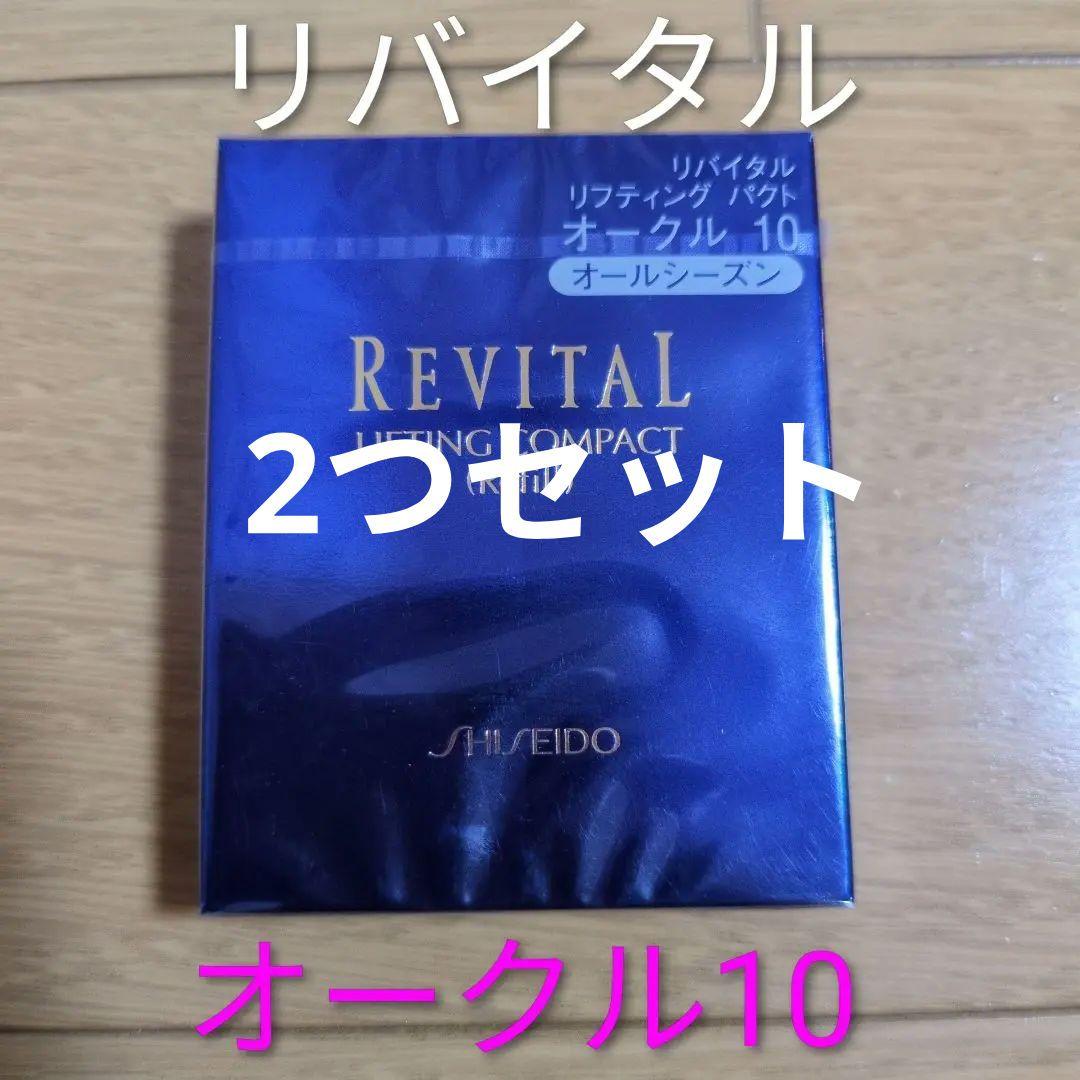 リバイタル
リバイタル
リフティング パクト
オークル 10
オールシーズン
REVITAL
LIFTING COMPACT
(Refill)
2つセット
SHISEIDO
オークル10